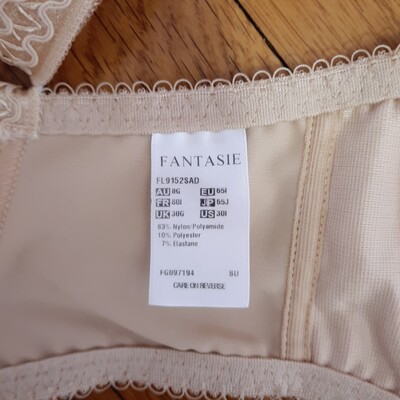 FANTASIE
FL9152SAD
AU 8G EU 65I
FR 80I JP 65J
UK 30G US 30I
83% Nylon/Polyamide
10% Polyester
7% Elastane
FG097194 SU
CARE ON REVERSE